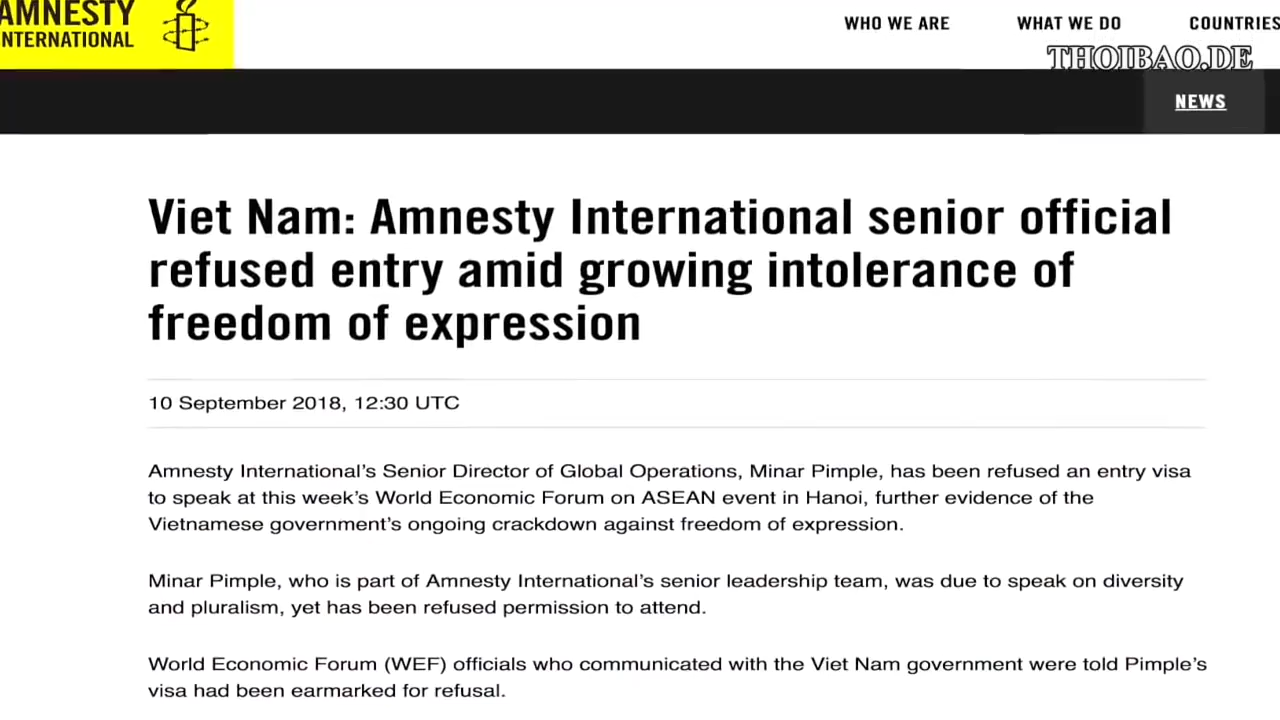 AMNESTY
INTERNATIONAL
WHO WE ARE
WHAT WE DO
COUNTRIES
THOIBAO.DE
NEWS
Viet Nam: Amnesty International senior official
refused entry amid growing intolerance of
freedom of expression
10 September 2018, 12:30 UTC
Amnesty International's Senior Director of Global Operations, Minar Pimple, has been refused an entry visa
to speak at this week's World Economic Forum on ASEAN event in Hanoi, further evidence of the
Vietnamese government's ongoing crackdown against freedom of expression.
Minar Pimple, who is part of Amnesty International's senior leadership team, was due to speak on diversity
and pluralism, yet has been refused permission to attend.
World Economic Forum (WEF) officials who communicated with the Viet Nam government were told Pimple's
visa had been earmarked for refusal.